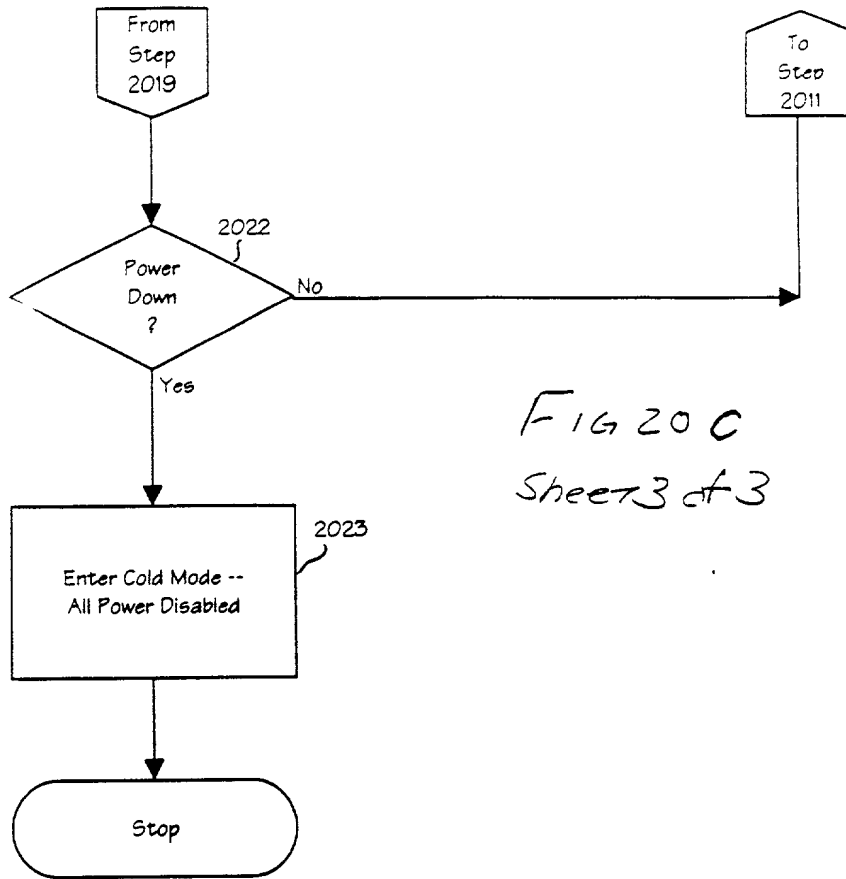 From
Step
2019
To
Step
2011
2022
Power
Down
?
No
Yes
FIG 20 C
Sheet 3 of 3
2023
Enter Cold Mode --
All Power Disabled
Stop